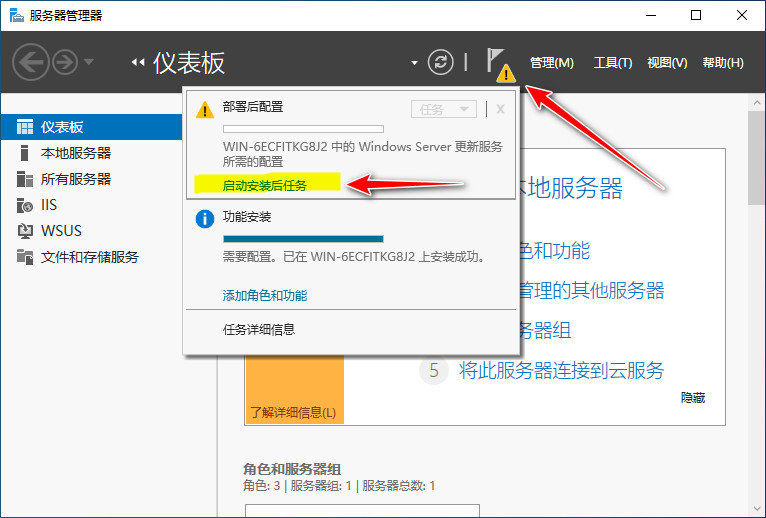 服务器管理器
仪表板
管理(M) 工具(T) 视图(V) 帮助(H)
仪表板
本地服务器
所有服务器
IIS
WSUS
文件和存储服务
部署后配置
任务
X
WIN-6ECFITKG8J2 中的 Windows Server 更新服务
所需的配置
启动安装后任务
功能安装
需要配置。已在 WIN-6ECFITKG8J2 上安装成功。
添加角色和功能
任务详细信息
本地服务器
色和功能
管理的其他服务器
务器组
5 将此服务器连接到云服务
了解详细信息(L)
隐藏
角色和服务器组
角色: 3 | 服务器组: 1 | 服务器总数: 1